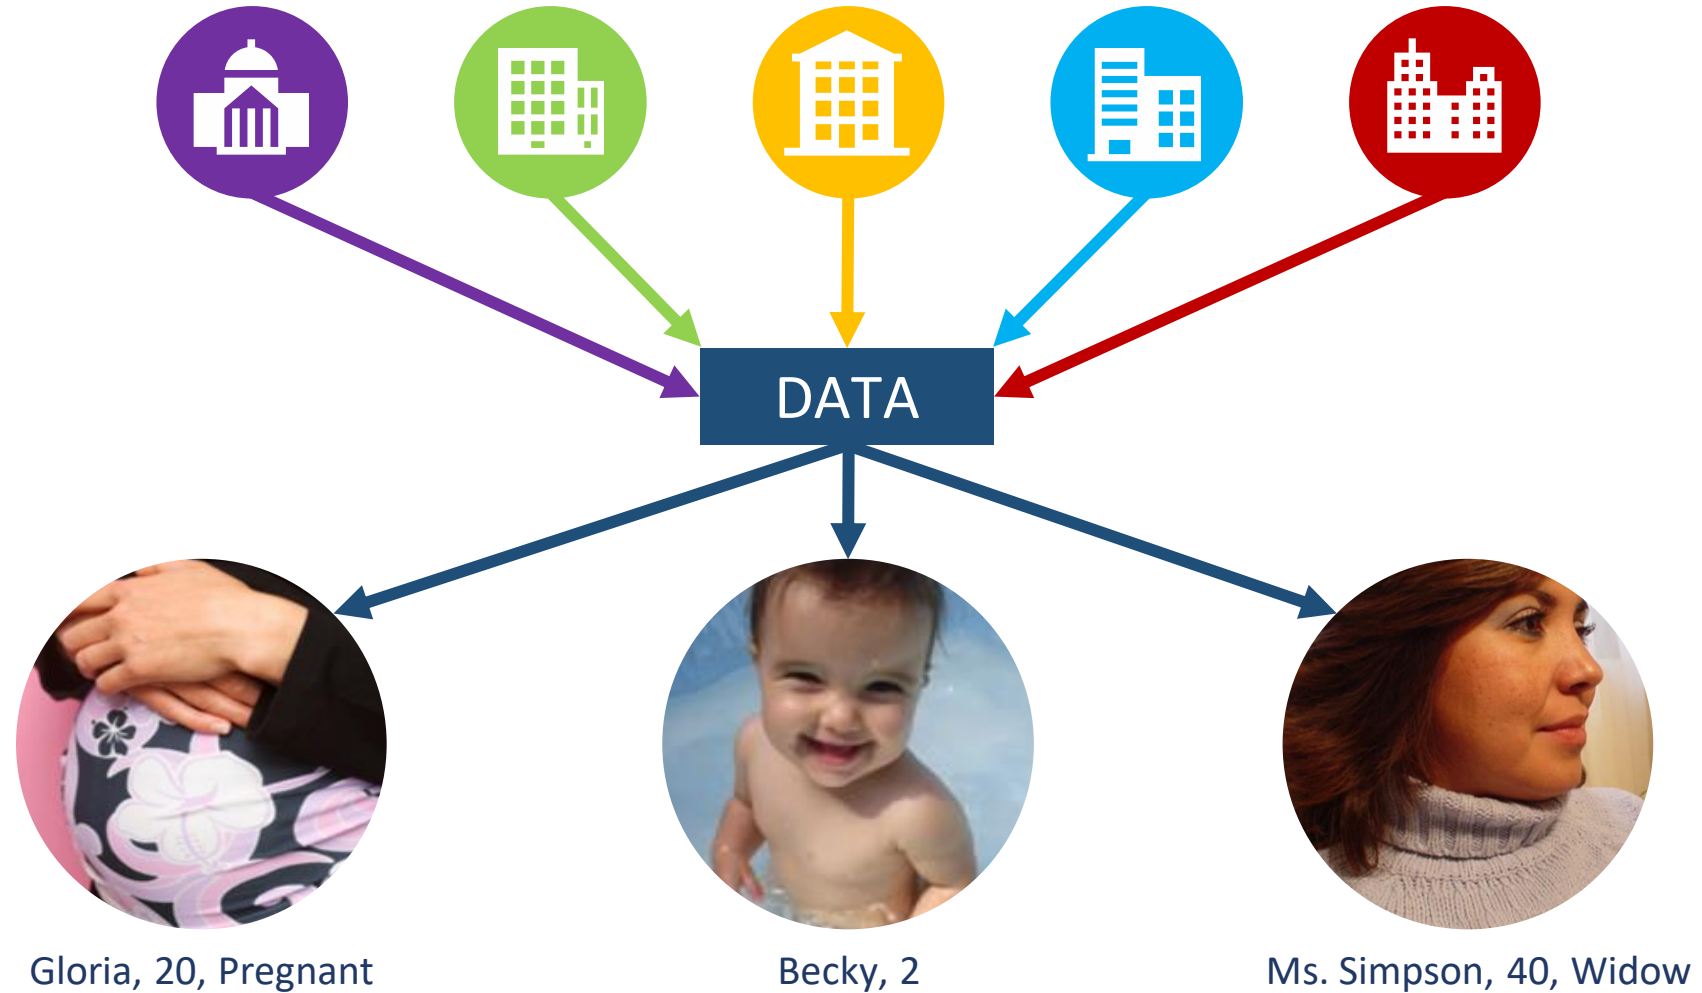 DATA
Gloria, 20, Pregnant
Becky, 2
Ms. Simpson, 40, Widow